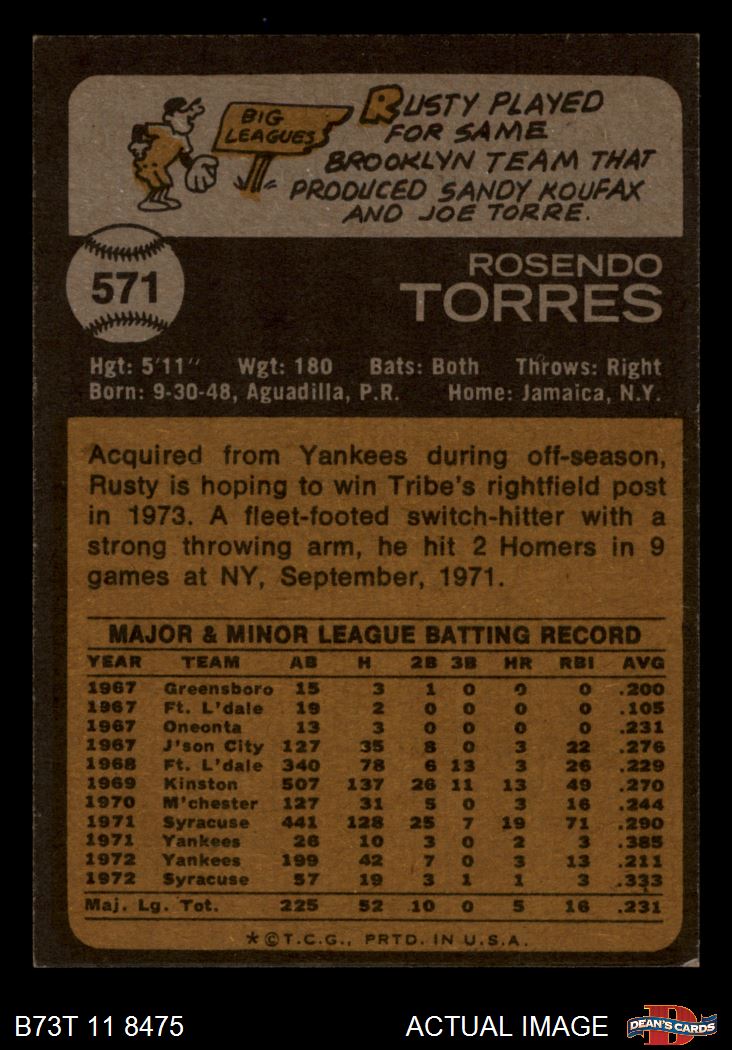 BIG
LEAGUES
RUSTY PLAYED
FOR SAME
BROOKLYN TEAM THAT
PRODUCED SANDY KOUFAX
AND JOE TORRE.
571
ROSENDO
TORRES
Hgt: 5'11" Wgt: 180 Bats: Both Throws: Right
Born: 9-30-48, Aguadilla, P.R. Home: Jamaica, N.Y.
Acquired from Yankees during off-season,
Rusty is hoping to win Tribe's rightfield post
in 1973. A fleet-footed switch-hitter with a
strong throwing arm, he hit 2 Homers in 9
games at NY, September, 1971.
MAJOR & MINOR LEAGUE BATTING RECORD
YEAR TEAM AB H 2B 3B HR RBI AVG
1967 Greensboro 15 3 1 0 0 0 .200
1967 Ft. L'dale 19 2 0 0 0 0 .105
1967 Oneonta 13 3 0 0 0 0 .231
1967 J'son City 127 35 8 0 3 22 .276
1968 Ft. L'dale 340 78 6 13 3 26 .229
1969 Kinston 507 137 26 11 13 49 .270
1970 M'chester 127 31 5 0 3 16 .244
1971 Syracuse 441 128 25 7 19 71 .290
1971 Yankees 26 10 3 0 2 3 .385
1972 Yankees 199 42 7 0 3 13 .211
1972 Syracuse 57 19 3 1 1 3 .333
Maj. Lg. Tot. 225 52 10 0 5 16 .231
*©T.C.G., PRTD. IN U.S.A.
B73T 11 8475 ACTUAL IMAGE DEAN'S CARDS